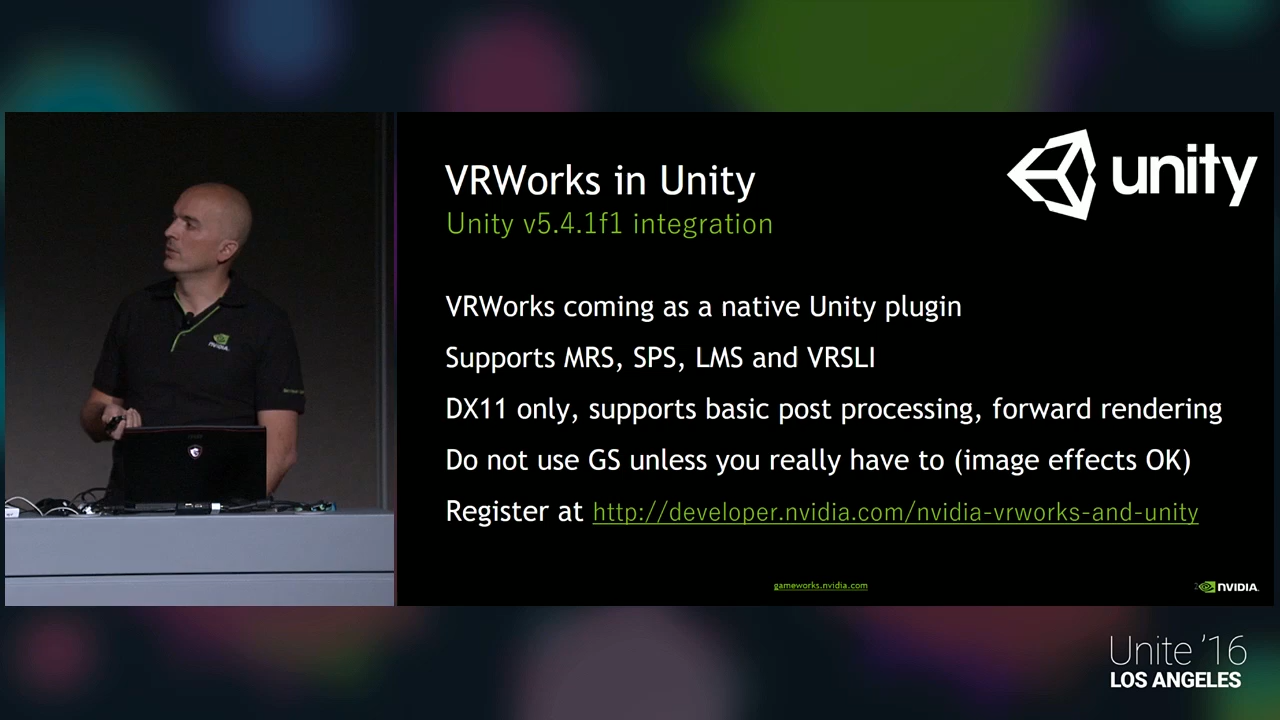 VRWorks in Unity
unity
Unity v5.4.1f1 integration
VRWorks coming as a native Unity plugin
Supports MRS, SPS, LMS and VRSLI
DX11 only, supports basic post processing, forward rendering
Do not use GS unless you really have to (image effects OK)
Register at http://developer.nvidia.com/nvidia-vrworks-and-unity
gameworks.nvidia.com
NVIDIA.
NVIDIA.
Unite '16
LOS ANGELES